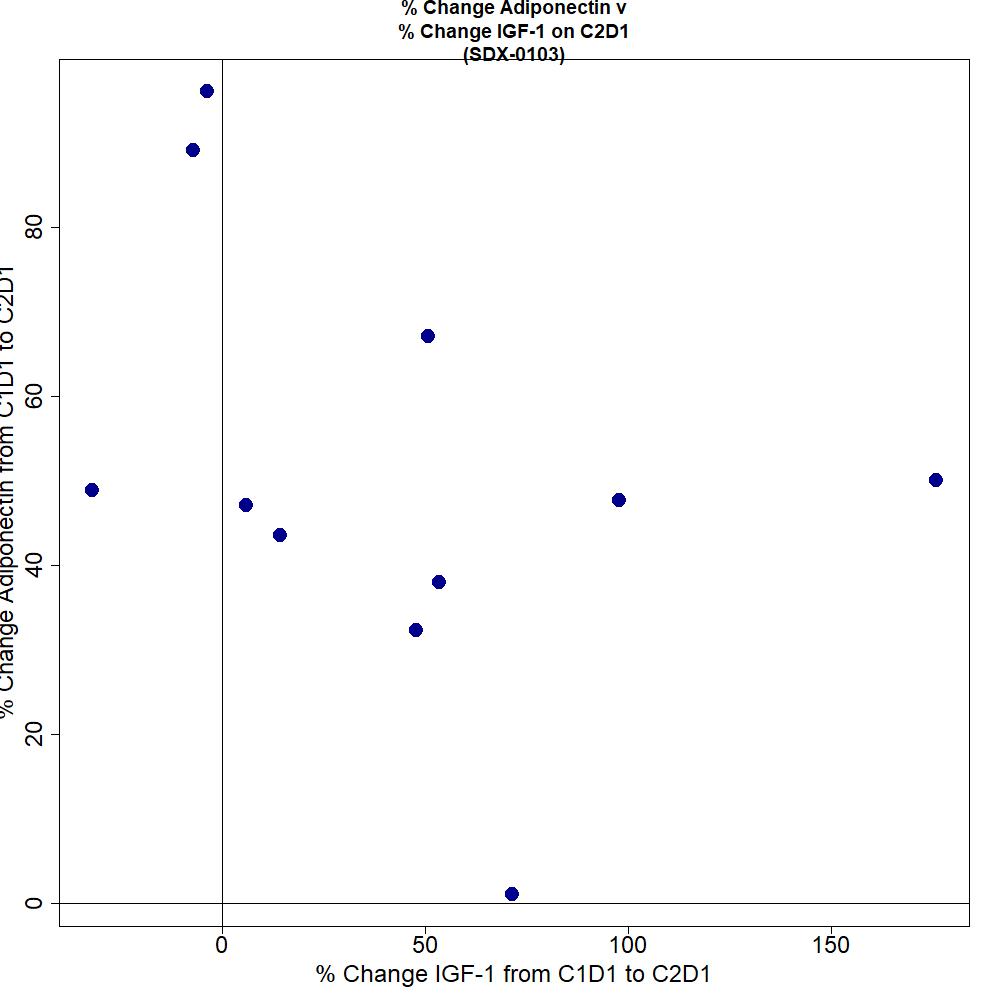 % Change Adiponectin v
% Change IGF-1 on C2D1
(SDX-0103)
% Change Adiponectin from C1D1 to C2D1
80
60
40
20
0
0
50
100
150
% Change IGF-1 from C1D1 to C2D1